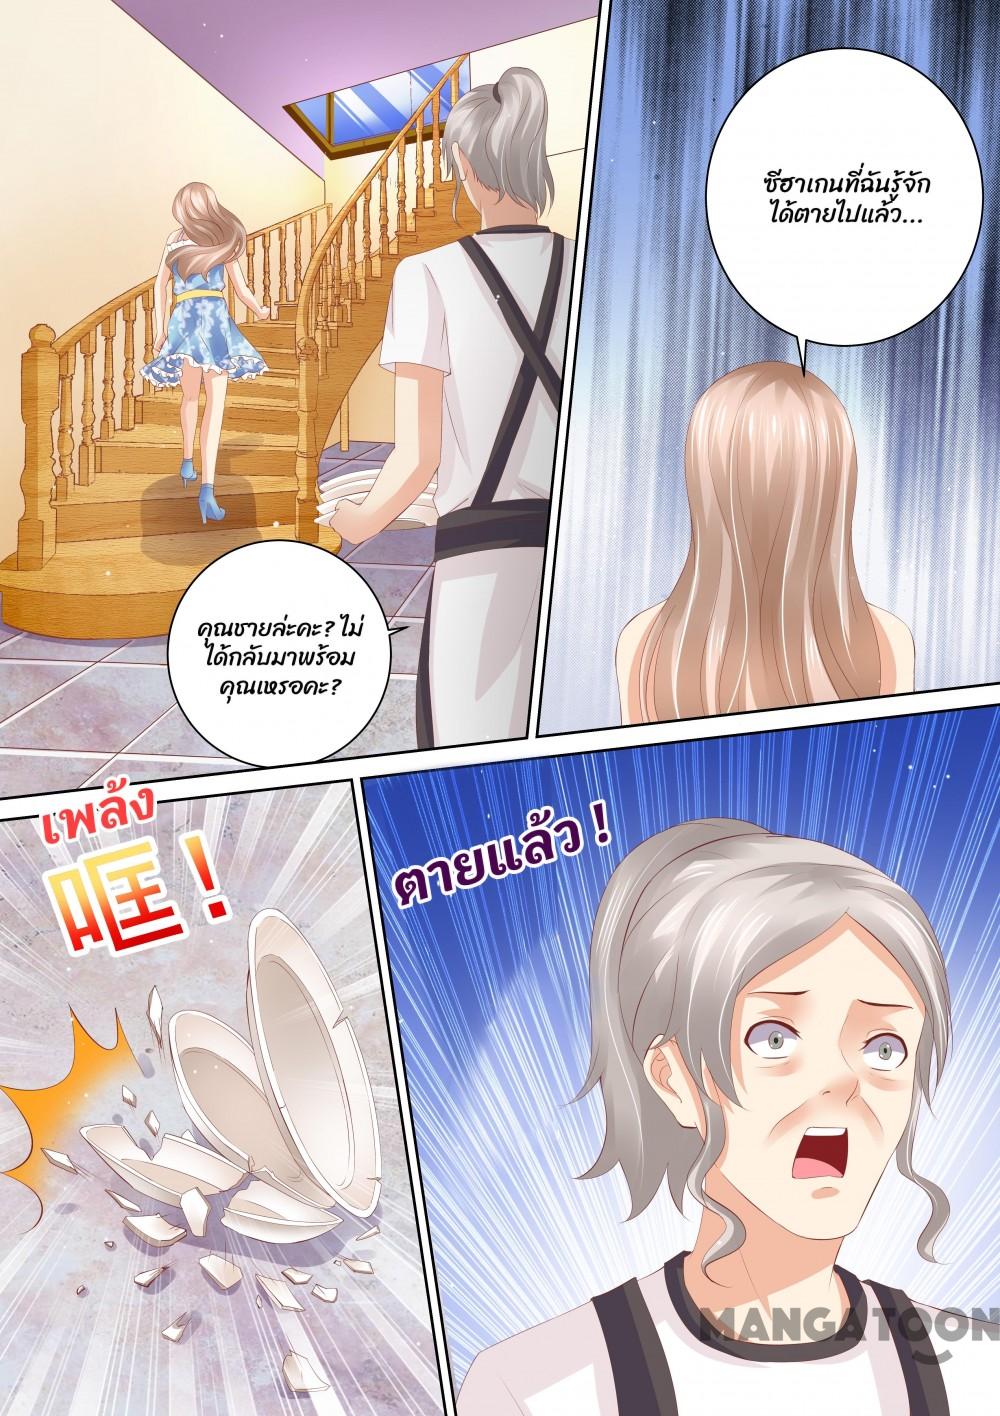 คุณชายล่ะคะ? ไม่
ได้กลับมาพร้อม
คุณเหรอคะ?
ซีฮาเกนที่ฉันรู้จัก
ได้ตายไปแล้ว...
เพล้ง
哐!
ตายแล้ว!
MANGATOON